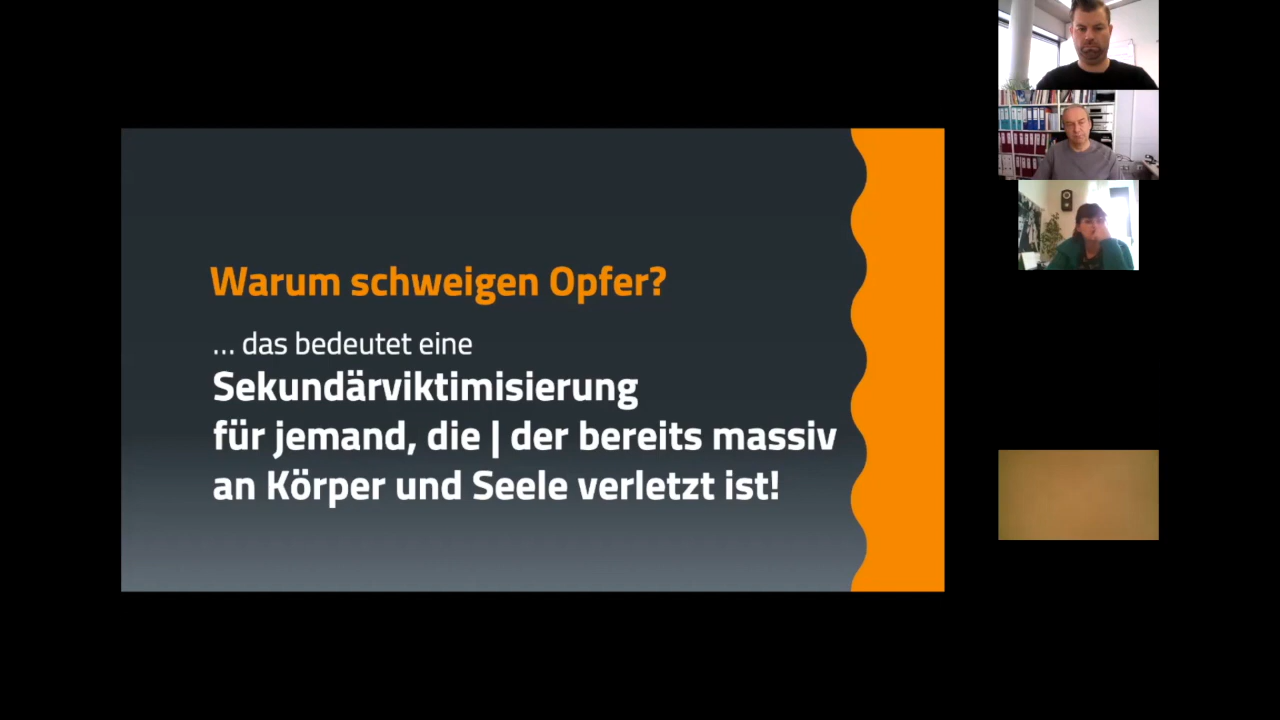 Warum schweigen Opfer?
... das bedeutet eine
Sekundärviktimisierung
für jemand, die | der bereits massiv
an Körper und Seele verletzt ist!